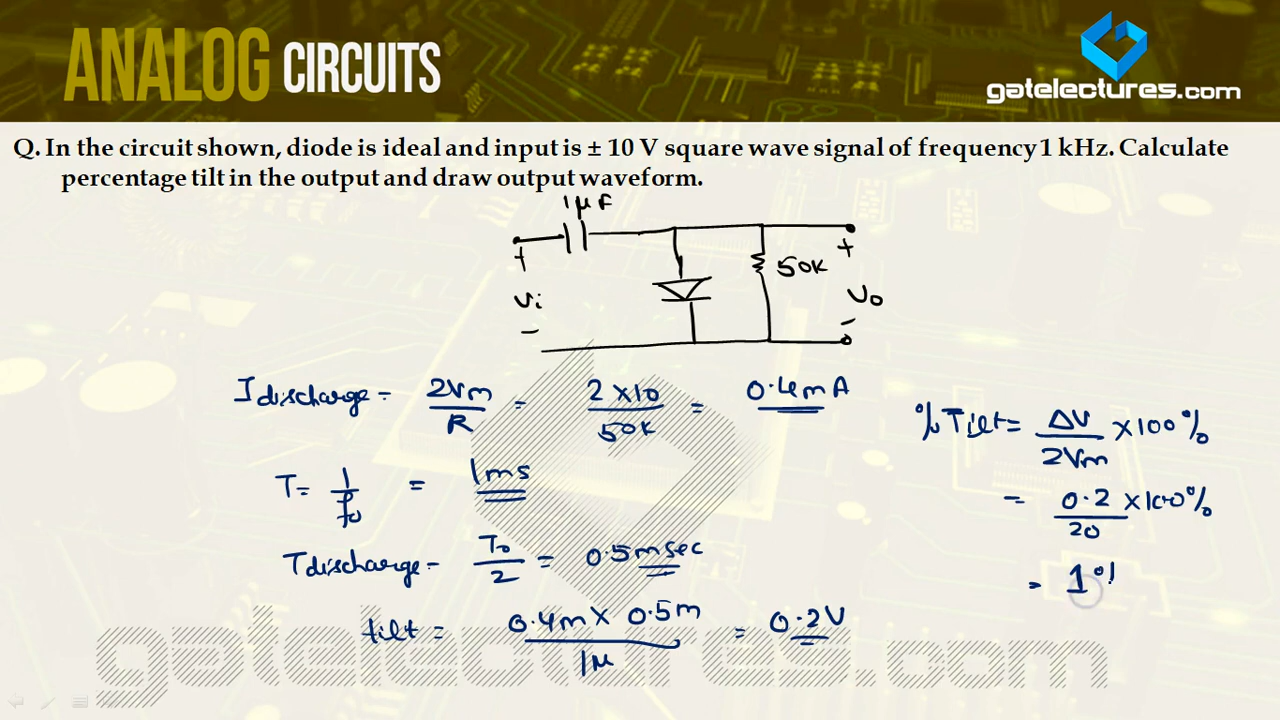 ANALOG CIRCUITS
gatelectures.com
Q. In the circuit shown, diode is ideal and input is ± 10 V square wave signal of frequency 1 kHz. Calculate
percentage tilt in the output and draw output waveform.
1μF
+ 50K +
Vi Vo
- -
Idischarge = 2Vm/R = 2×10/50K = 0.4mA
%Tilt = ΔV/2Vm ×100%
T = 1/f0 = 1ms
= 0.2/20 ×100%
Tdischarge = T0/2 = 0.5msec
= 1%
tilt = 0.4m × 0.5m/1μ = 0.2V
gatelectures.com